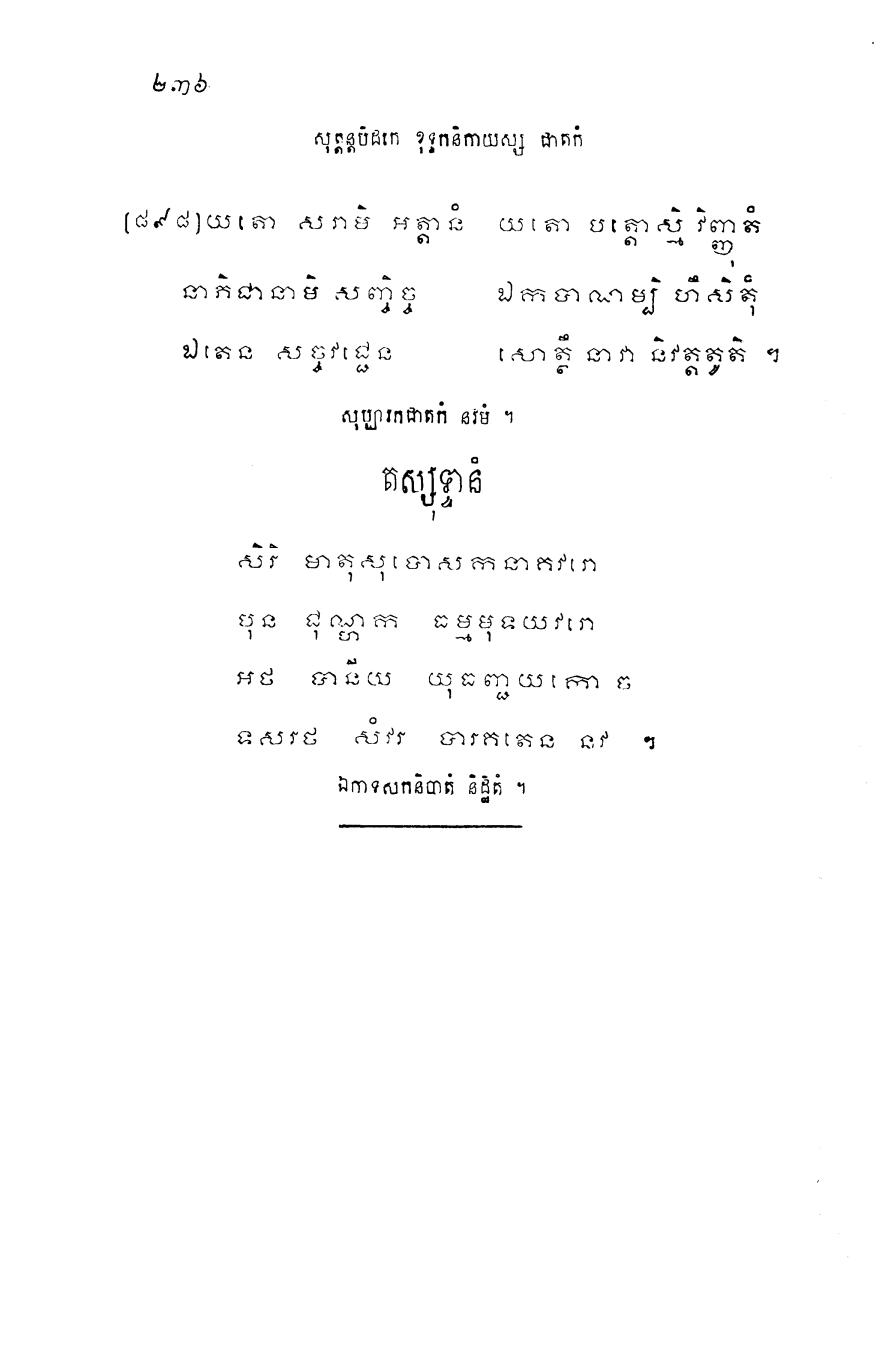 ២៣៦
សុត្តន្តបិដកេ ខុទ្ទកនិកាយស្ស ជាតកំ
[៨៩៨] យតោ សរាមិ អត្តានំ យតោ បត្តោស្មិ វិញ្ញុតំ
នាភិជានាមិ សញ្ចិច្ច ឯកបាណម្បិ ហឹសិតុំ
ឯតេន សច្ចវជ្ជេន សោត្ថឹ នាវា និវត្តតូតិ ។
សុប្បារកជាតកំ នវមំ ។
តស្សុទ្ទានំ
សិរិ មាតុសុបោសកនាគវរោ
បុន ជុណ្ហក ធម្មមុទយវរោ
អថ បានីយ យុធញ្ជយកោ ច
ទសរថ សំវរ បារគតេន នវ ។
ឯកាទសកនិបាតំ និដ្ឋិតំ ។